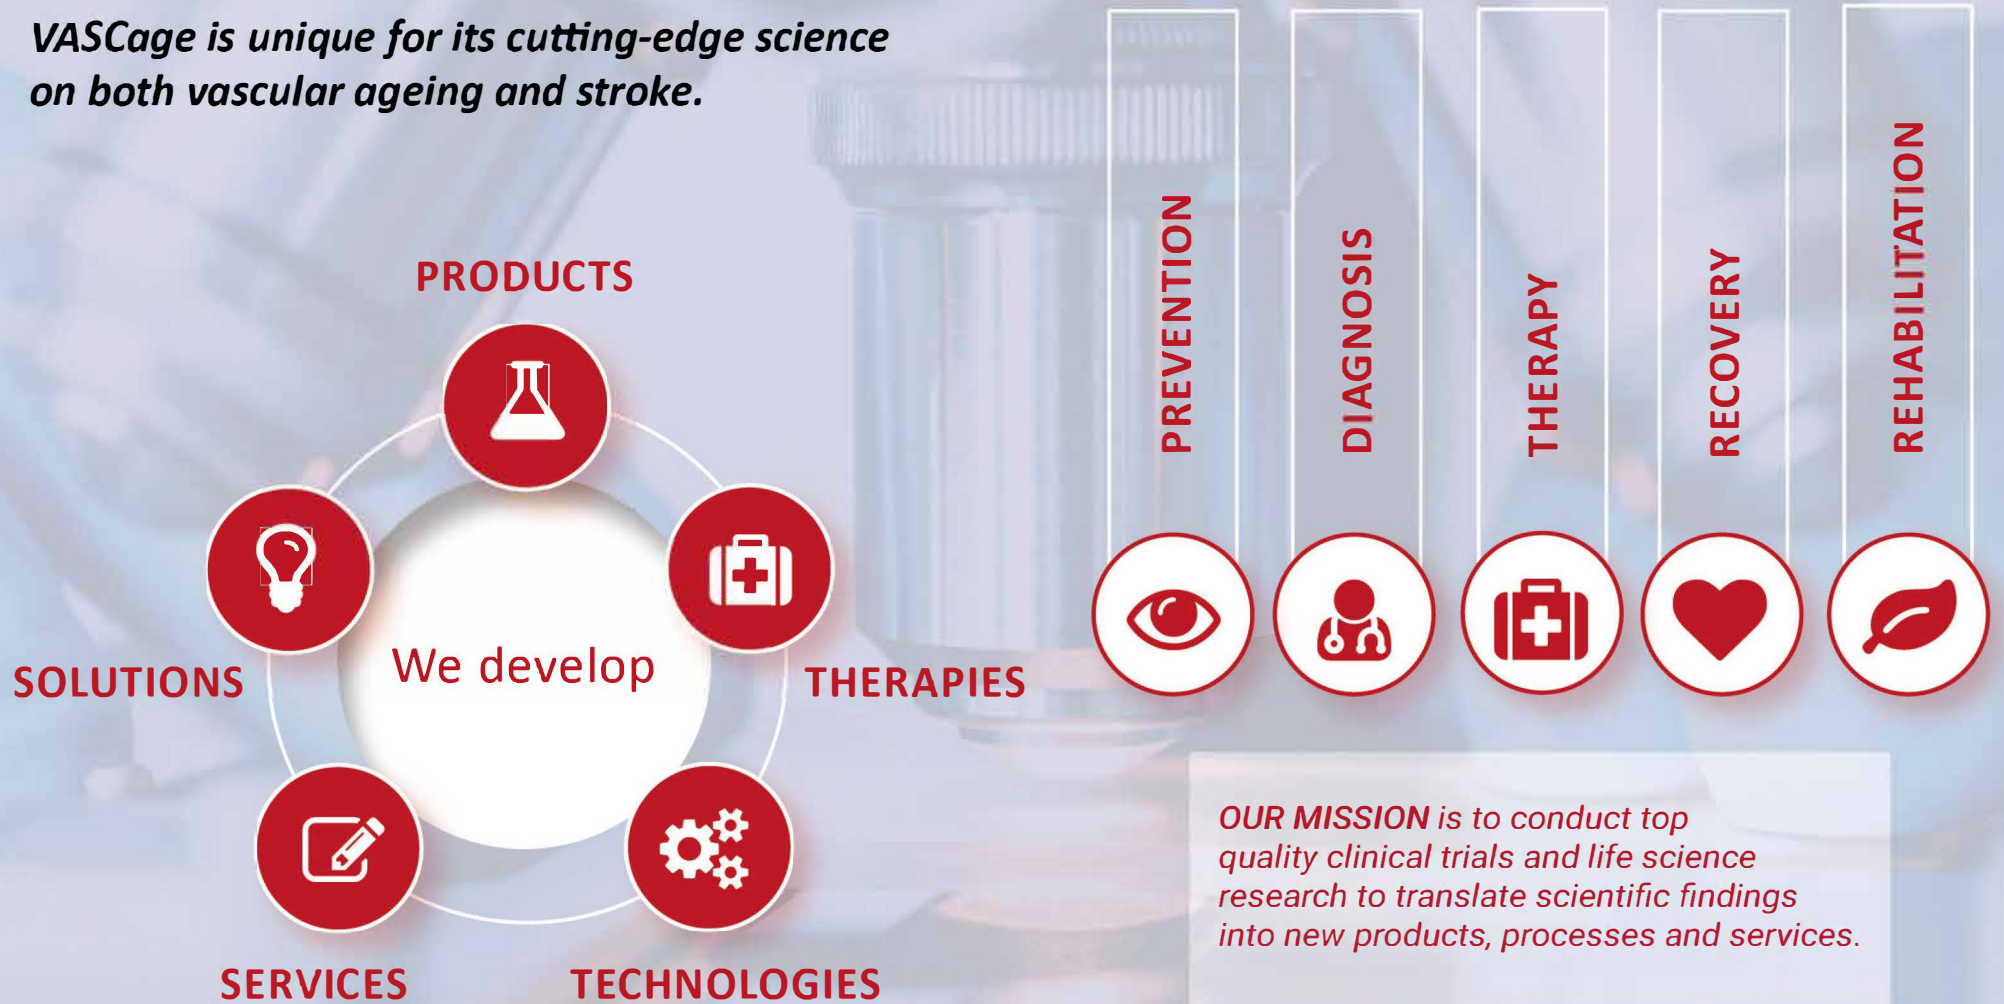 VASCage is unique for its cutting-edge science
on both vascular ageing and stroke.
PRODUCTS
SOLUTIONS
We develop
THERAPIES
SERVICES
TECHNOLOGIES
PREVENTION
DIAGNOSIS
THERAPY
RECOVERY
REHABILITATION
OUR MISSION is to conduct top
quality clinical trials and life science
research to translate scientific findings
into new products, processes and services.